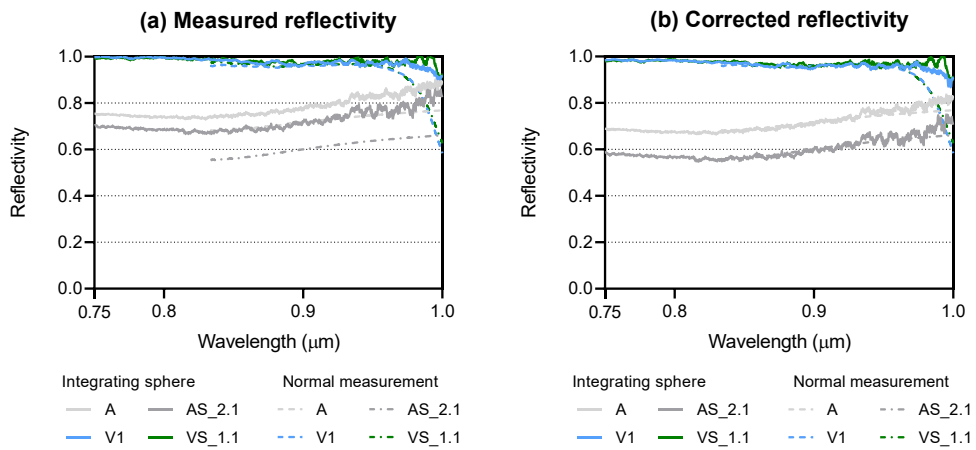 (a) Measured reflectivity
1.0
0.8
0.6
0.4
0.2
0.0
Reflectivity
0.75 0.8 0.9 1.0
Wavelength (μm)
Integrating sphere Normal measurement
A AS_2.1 A AS_2.1
V1 VS_1.1 V1 VS_1.1
(b) Corrected reflectivity
1.0
0.8
0.6
0.4
0.2
0.0
Reflectivity
0.75 0.8 0.9 1.0
Wavelength (μm)
Integrating sphere Normal measurement
A AS_2.1 A AS_2.1
V1 VS_1.1 V1 VS_1.1